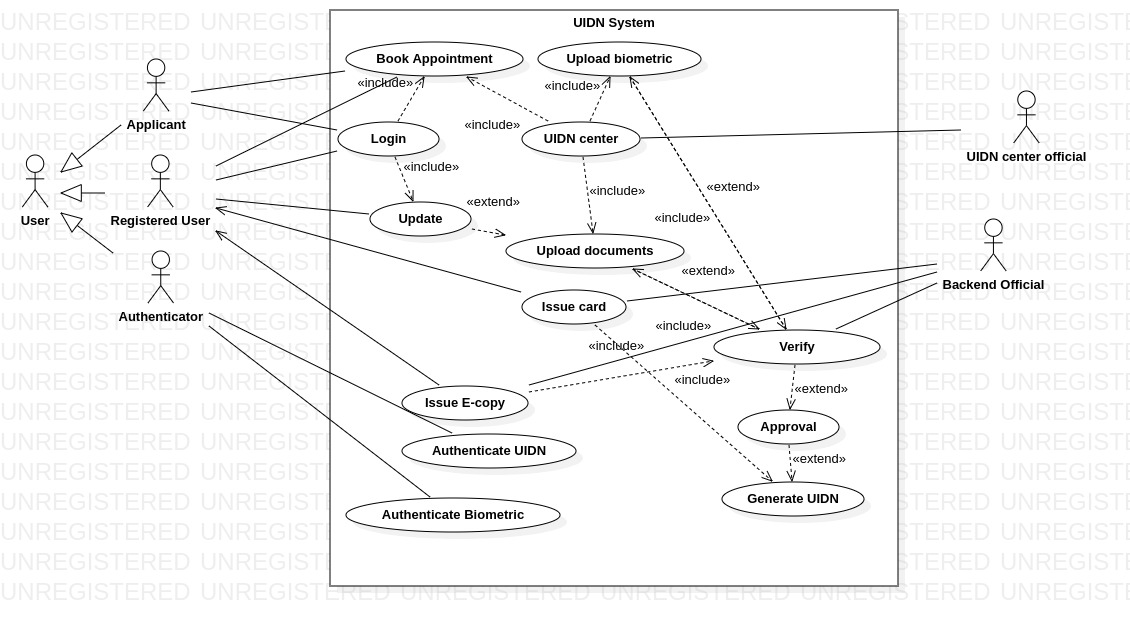 UIDN System
Book Appointment
Upload biometric
«include»
«include»
Applicant
Login
«include»
UIDN center
UIDN center official
«include»
User
Registered User
«include»
«extend»
Update
«extend»
«include»
Upload documents
«extend»
Backend Official
Authenticator
Issue card
«include»
«include»
Verify
«include»
«extend»
Issue E-copy
Approval
Authenticate UIDN
«extend»
Generate UIDN
Authenticate Biometric
UNREGISTERED